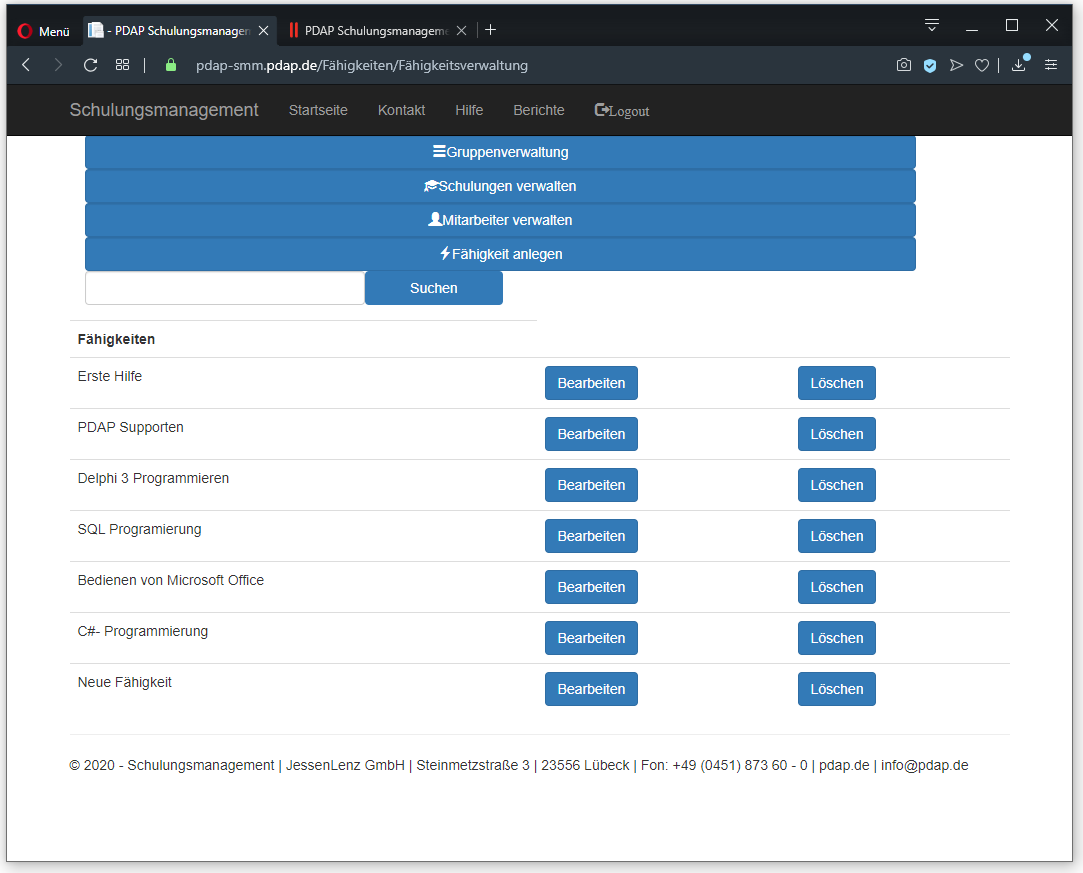 Menü - PDAP Schulungsmanagen PDAP Schulungsmanageme
pdap-smm.pdap.de/Fähigkeiten/Fähigkeitsverwaltung
Schulungsmanagement Startseite Kontakt Hilfe Berichte Logout
Gruppenverwaltung
Schulungen verwalten
Mitarbeiter verwalten
Fähigkeit anlegen
Suchen
Fähigkeiten
Erste Hilfe Bearbeiten Löschen
PDAP Supporten Bearbeiten Löschen
Delphi 3 Programmieren Bearbeiten Löschen
SQL Programierung Bearbeiten Löschen
Bedienen von Microsoft Office Bearbeiten Löschen
C#- Programmierung Bearbeiten Löschen
Neue Fähigkeit Bearbeiten Löschen
© 2020 - Schulungsmanagement | JessenLenz GmbH | Steinmetzstraße 3 | 23556 Lübeck | Fon: +49 (0451) 873 60 - 0 | pdap.de | info@pdap.de